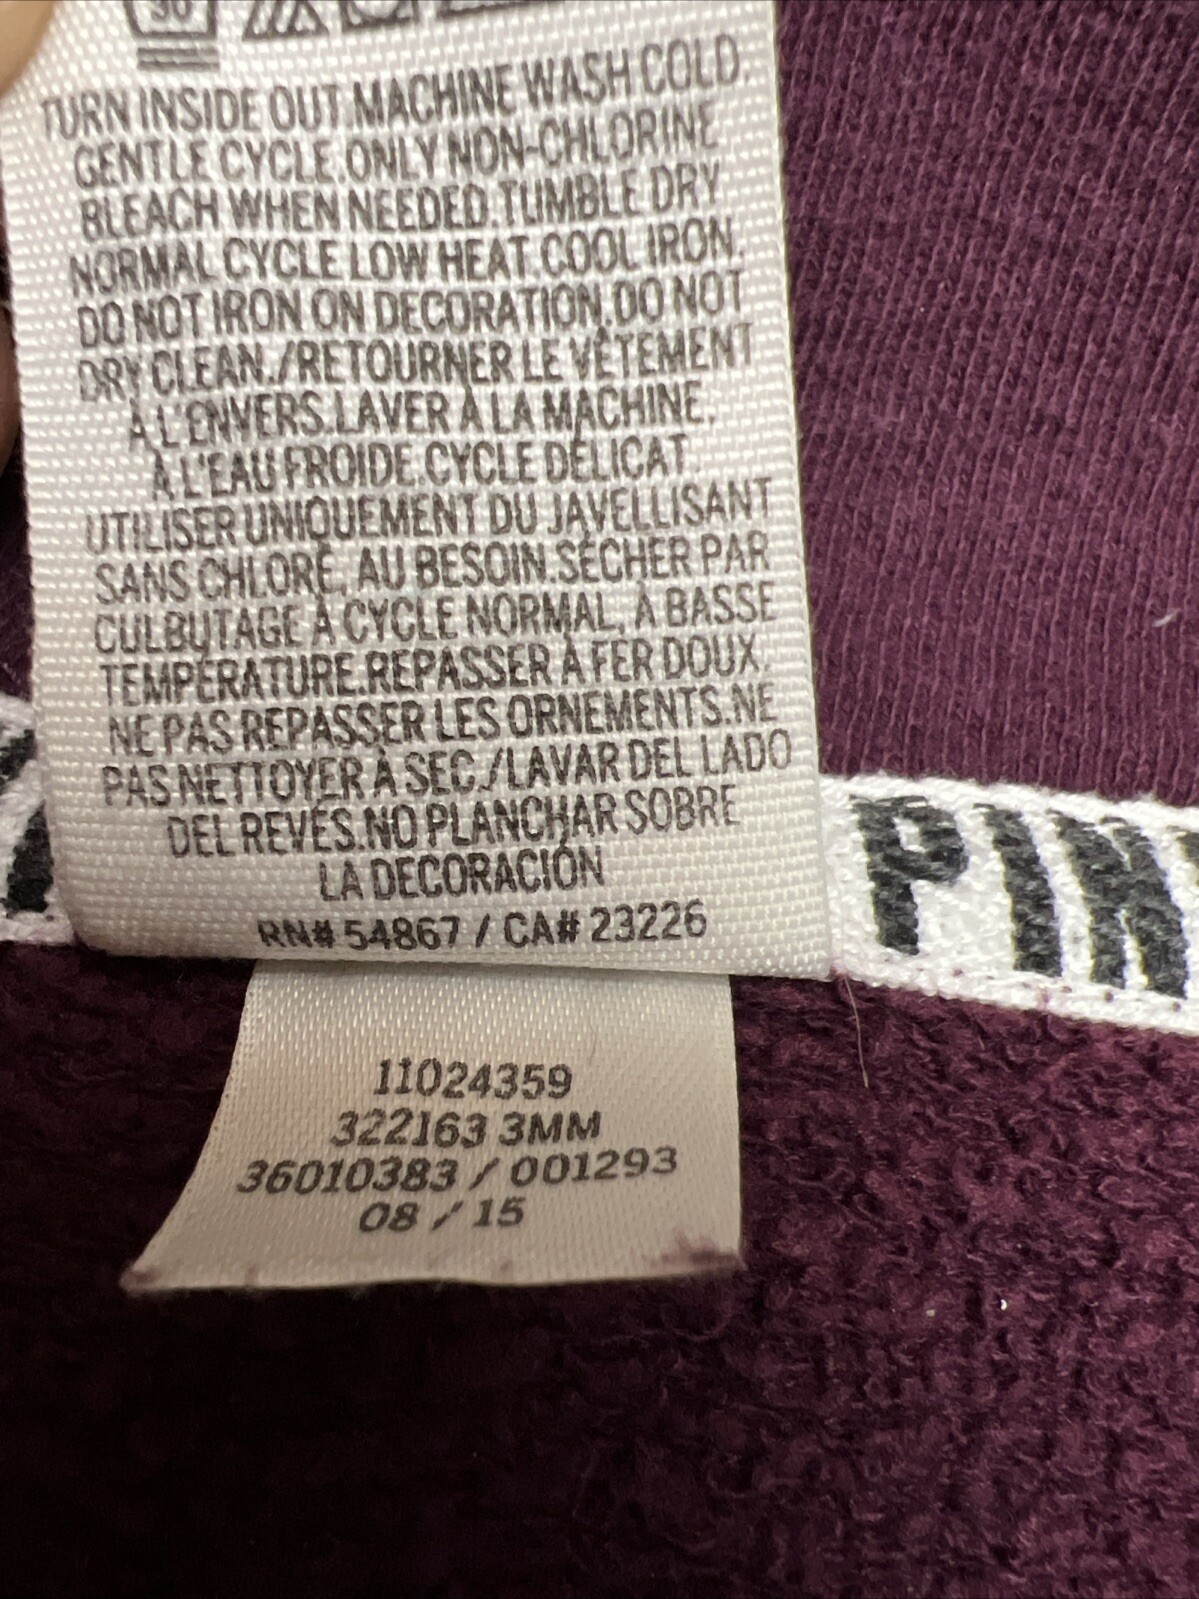 30
TURN INSIDE OUT.MACHINE WASH COLD.
GENTLE CYCLE.ONLY NON-CHLORINE
BLEACH WHEN NEEDED.TUMBLE DRY
NORMAL CYCLE LOW HEAT.COOL IRON.
DO NOT IRON ON DECORATION.DO NOT
DRY CLEAN./RETOURNER LE VÊTEMENT
À L'ENVERS.LAVER À LA MACHINE.
À L'EAU FROIDE.CYCLE DÉLICAT.
UTILISER UNIQUEMENT DU JAVELLISANT
SANS CHLORE, AU BESOIN.SÉCHER PAR
CULBUTAGE À CYCLE NORMAL, À BASSE
TEMPÉRATURE.REPASSER À FER DOUX.
NE PAS REPASSER LES ORNEMENTS.NE
PAS NETTOYER À SEC./LAVAR DEL LADO
DEL REVÉS.NO PLANCHAR SOBRE
LA DECORACIÓN
RN# 54867 / CA# 23226
PIN
11024359
322163 3MM
36010383 / 001293
08 / 15